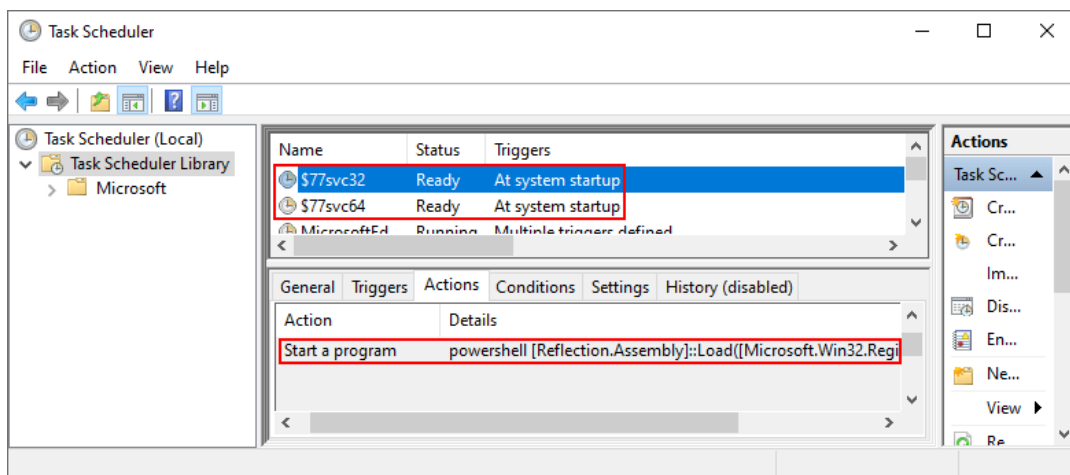 Task Scheduler
File Action View Help
Task Scheduler (Local)
Task Scheduler Library
Microsoft
Name Status Triggers
$77svc32 Ready At system startup
$77svc64 Ready At system startup
MicrosoftEd Running Multiple triggers defined
General Triggers Actions Conditions Settings History (disabled)
Action Details
Start a program powershell [Reflection.Assembly]::Load([Microsoft.Win32.Regi
Actions
Task Sc...
Cr...
Cr...
Im...
Dis...
En...
Ne...
View
Re